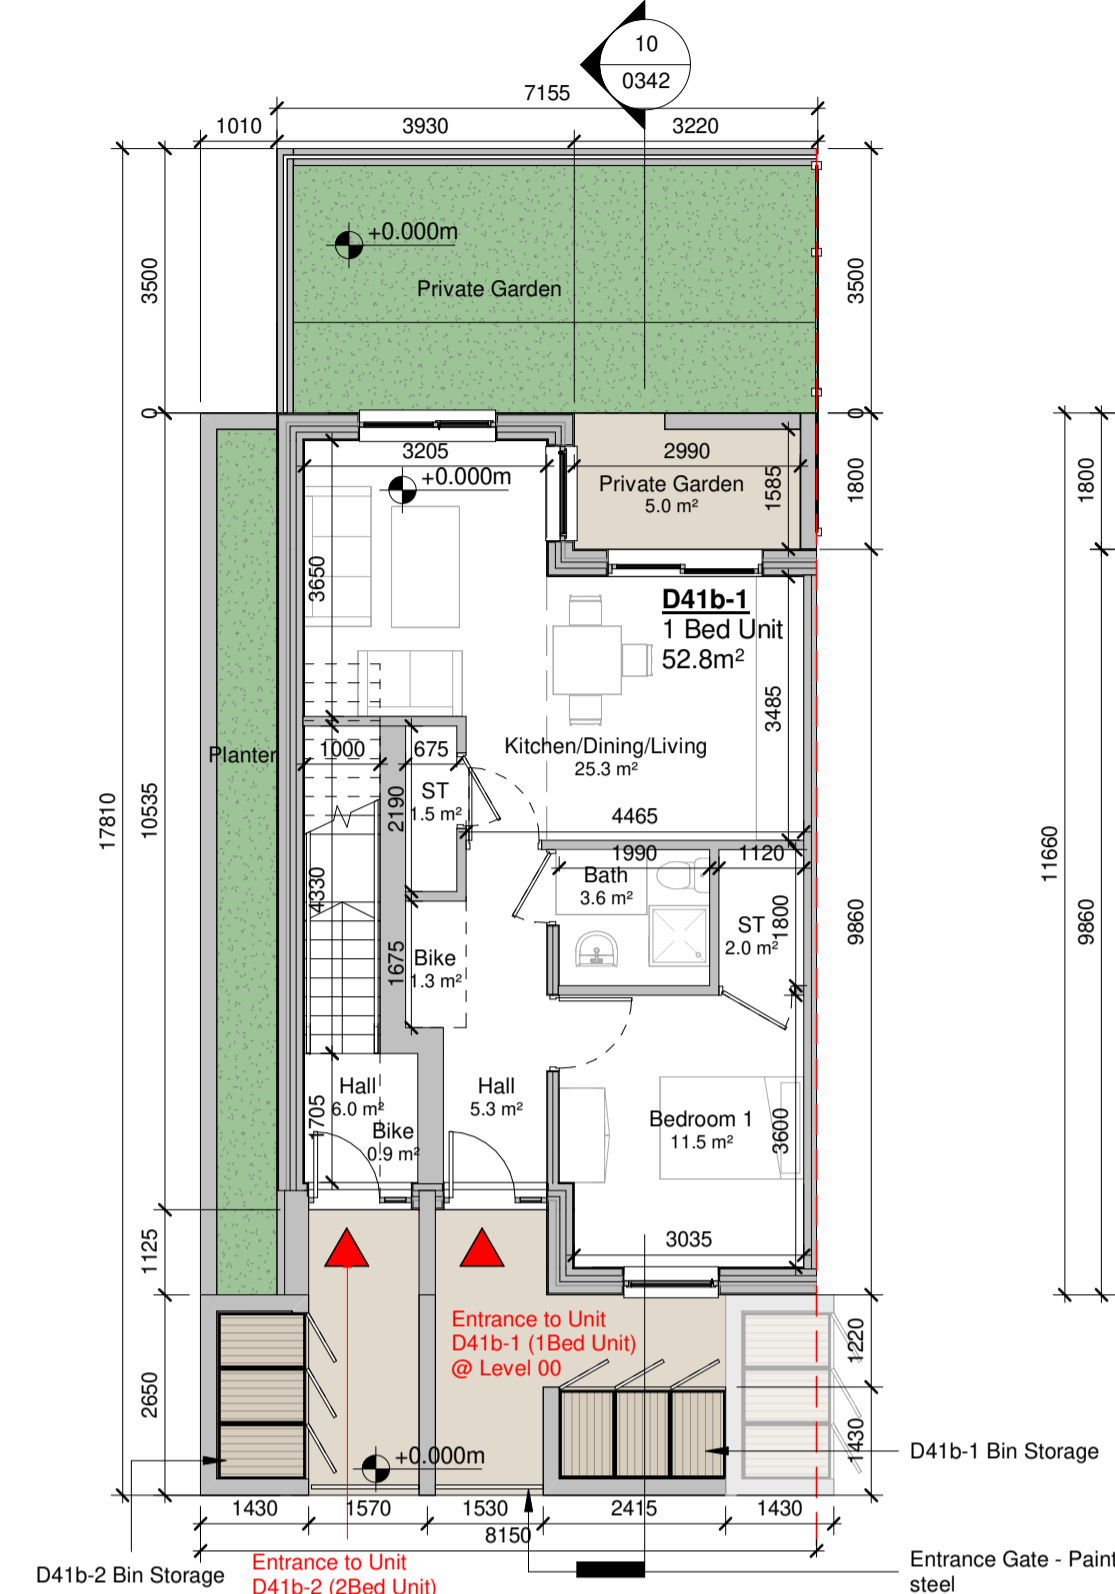 10
0342
7155
1010
3930
3220
3500
3500
+0.000m
Private Garden
0
0
3205
2990
+0.000m
Private Garden
5.0 m²
1585
1800
1800
3650
D41b-1
1 Bed Unit
52.8m²
3485
Planter
1000
675
Kitchen/Dining/Living
25.3 m²
ST
1.5 m²
2190
4465
17810
10535
11660
1990
1120
Bath
3.6 m²
4330
1800
ST
2.0 m²
9860
9860
Bike
1.3 m²
1675
Hall
6.0 m²
Hall
5.3 m²
1705
Bike
0.9 m²
Bedroom 1
11.5 m²
3600
1125
3035
Entrance to Unit
D41b-1 (1Bed Unit)
@ Level 00
1220
2650
1430
+0.000m
D41b-1 Bin Storage
1430
1570
1530
2415
1430
8150
D41b-2 Bin Storage
Entrance to Unit
D41b-2 (2Bed Unit)
Entrance Gate - Paint
steel